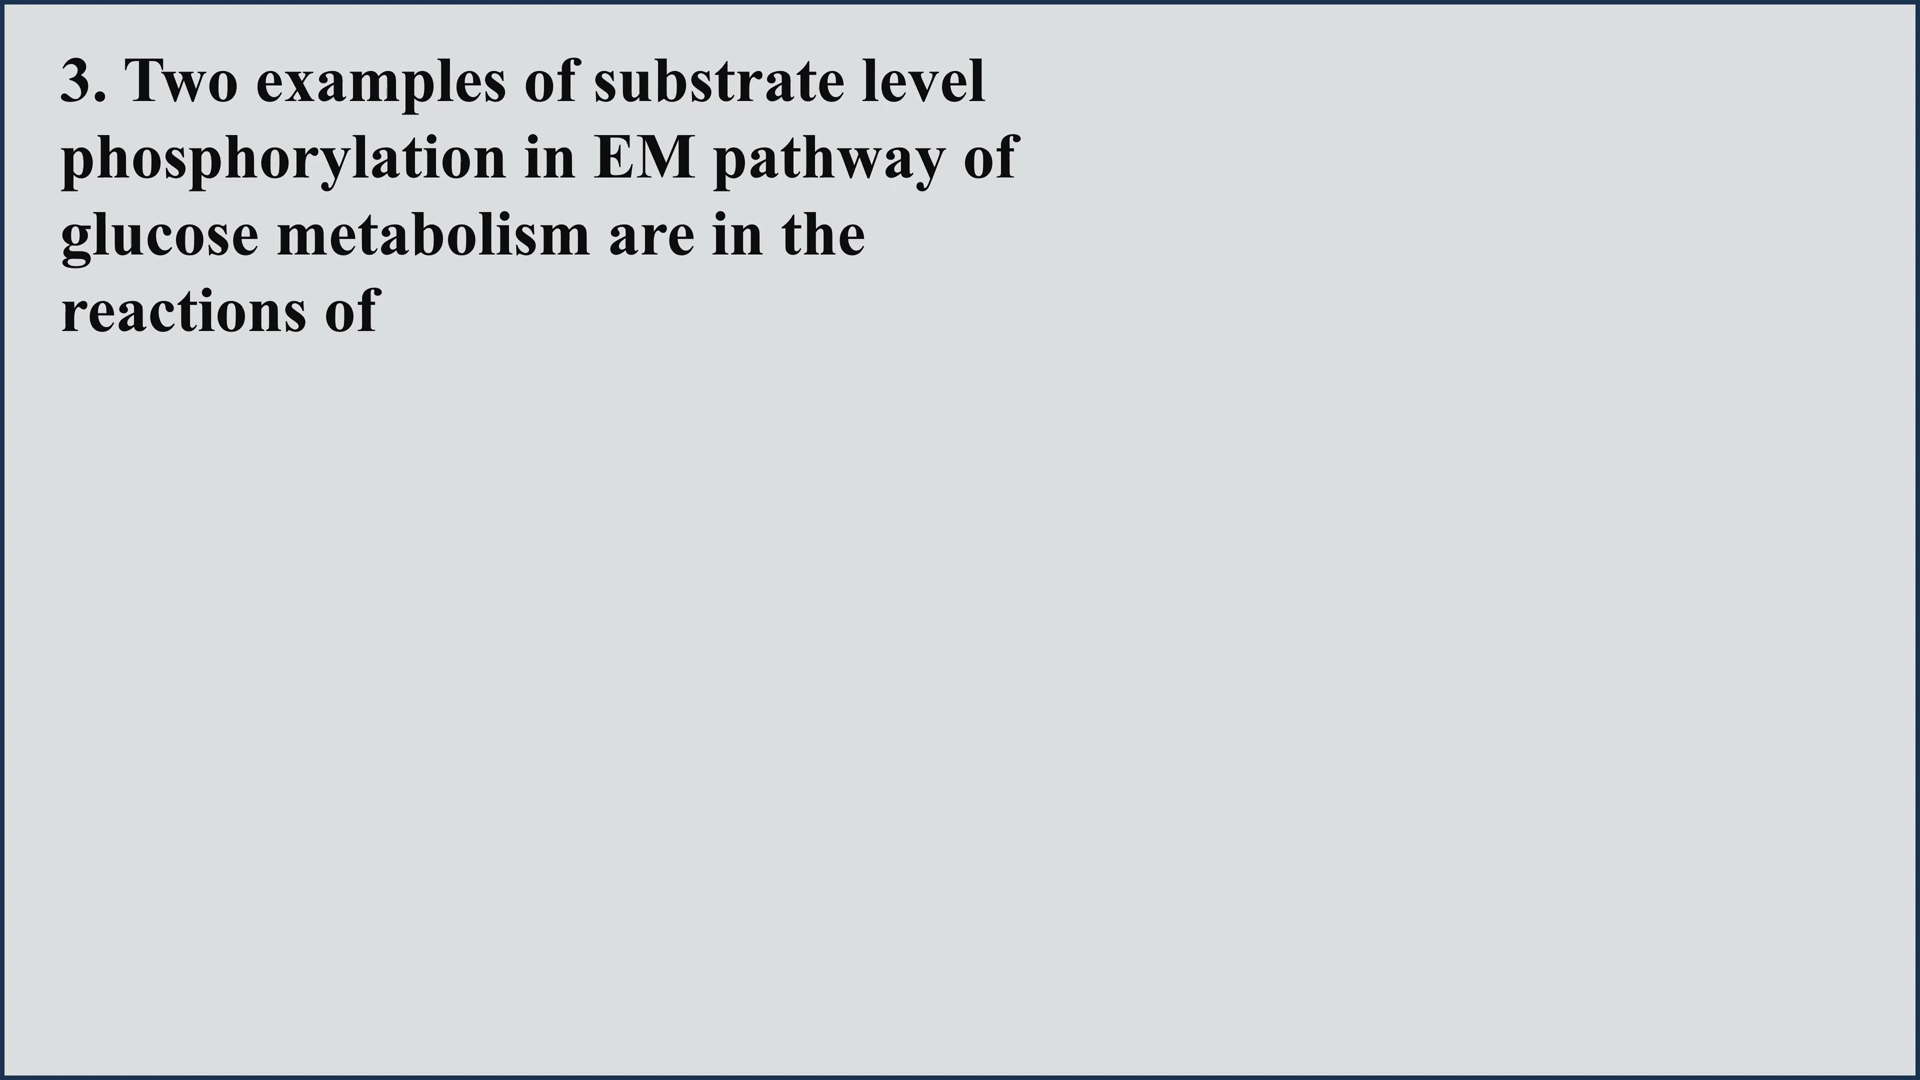 3. Two examples of substrate level
phosphorylation in EM pathway of
glucose metabolism are in the
reactions of